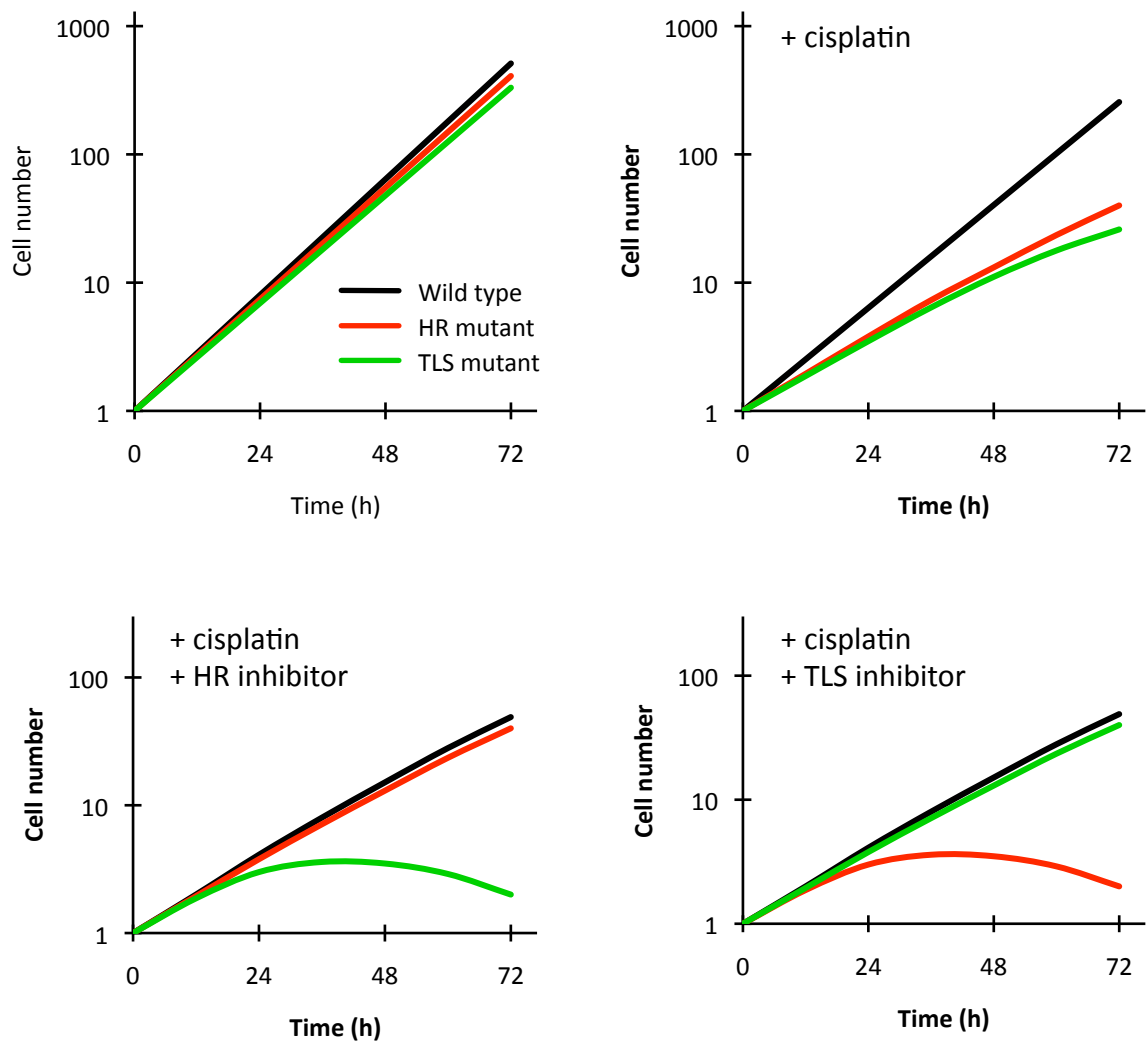 1000
100
10
1
Cell number
0
24
48
72
Time (h)
Wild type
HR mutant
TLS mutant
+ cisplatin
1000
100
10
1
Cell number
0
24
48
72
Time (h)
+ cisplatin
+ HR inhibitor
100
10
1
Cell number
0
24
48
72
Time (h)
+ cisplatin
+ TLS inhibitor
100
10
1
Cell number
0
24
48
72
Time (h)